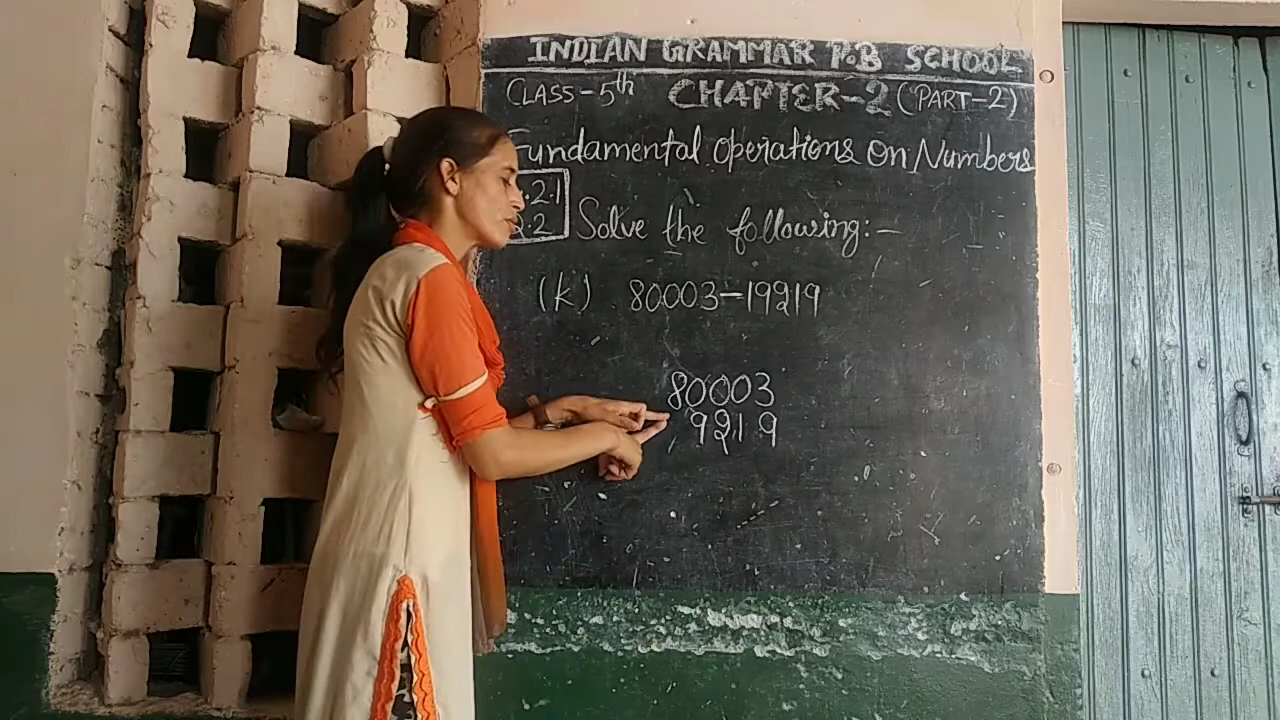 INDIAN GRAMMAR P.B SCHOOL
CLASS-5th CHAPTER-2 (PART-2)
Fundamental Operations On Numbers
.2.1
2.2 Solve the following:-
(k) 80003-19219
80003
9219